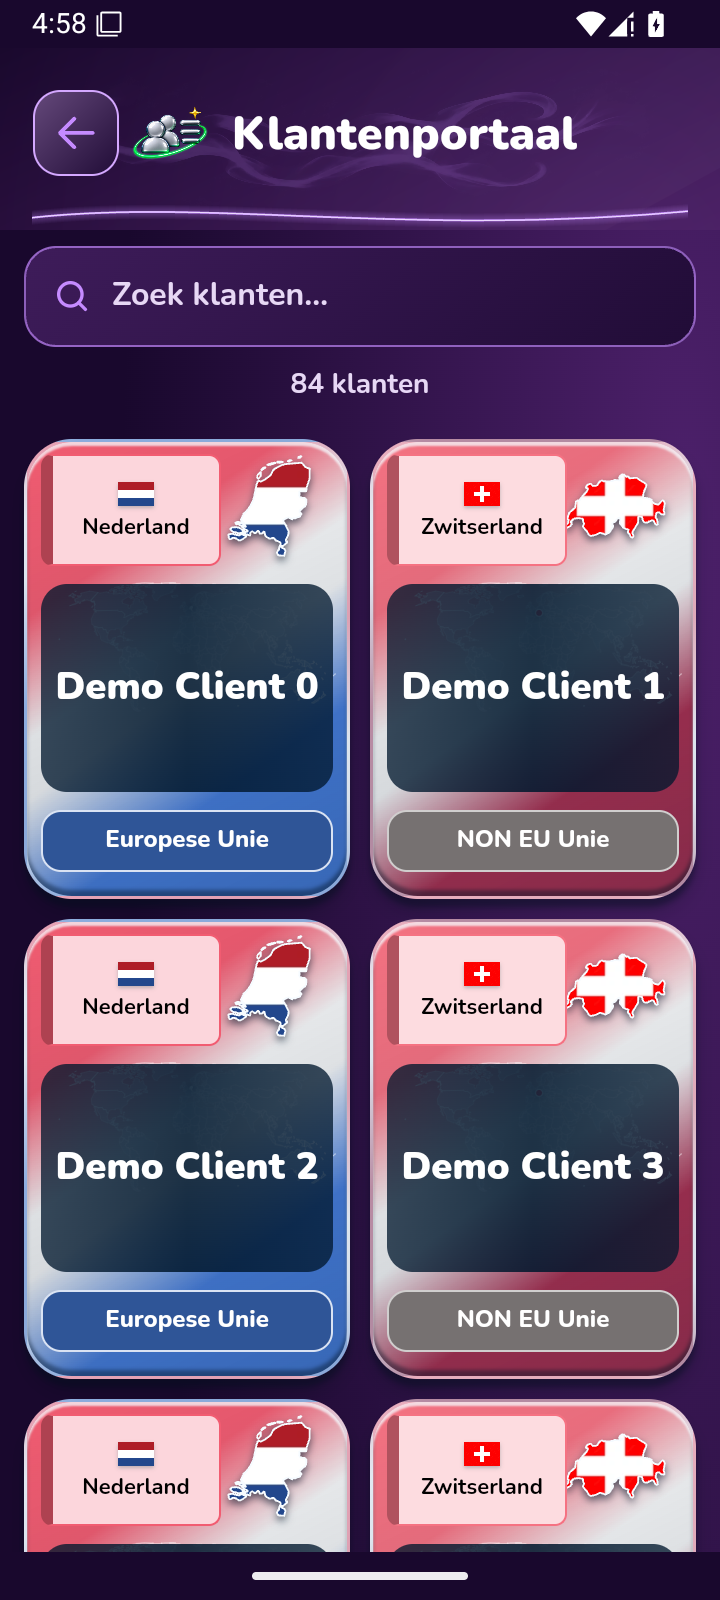 4:58
Klantenportaal
Zoek klanten...
84 klanten
Nederland
Zwitserland
Demo Client 0
Demo Client 1
Europese Unie
NON EU Unie
Nederland
Zwitserland
Demo Client 2
Demo Client 3
Europese Unie
NON EU Unie
Nederland
Zwitserland